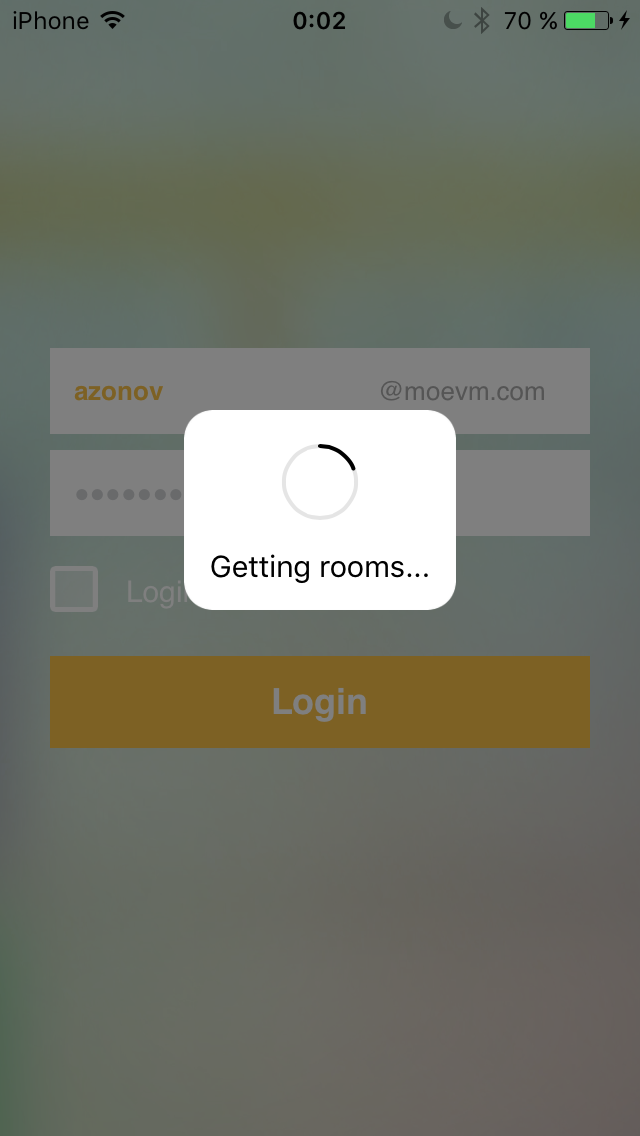 iPhone 0:02 70 %
azonov @moevm.com
•••••••
Getting rooms...
Login